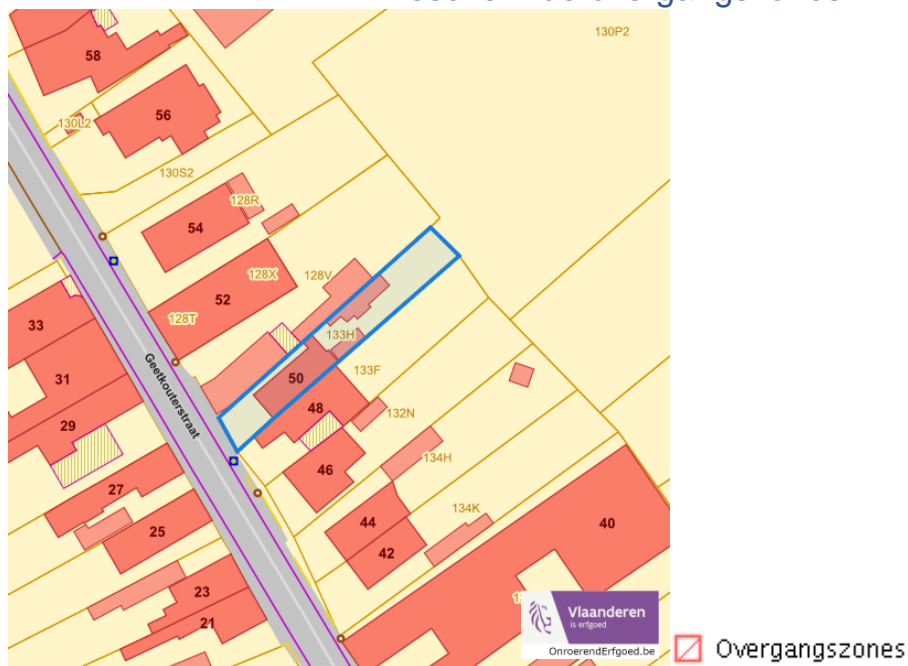 130P2
58
56
130L2
130S2
128R
54
128X
128V
52
128T
33
133H
31
Geetkouterstraat
50
133F
29
48
132N
46
134H
27
44
134K
40
25
42
23
21
Vlaanderen
is erfgoed
OnroerendErfgoed.be
Overgangszones